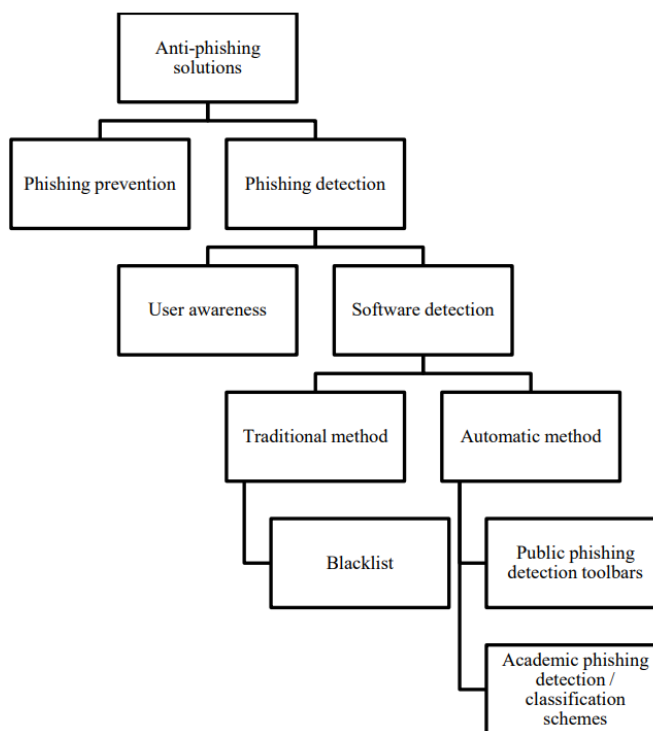 Anti-phishing
solutions
Phishing prevention
Phishing detection
User awareness
Software detection
Traditional method
Automatic method
Blacklist
Public phishing
detection toolbars
Academic phishing
detection /
classification
schemes